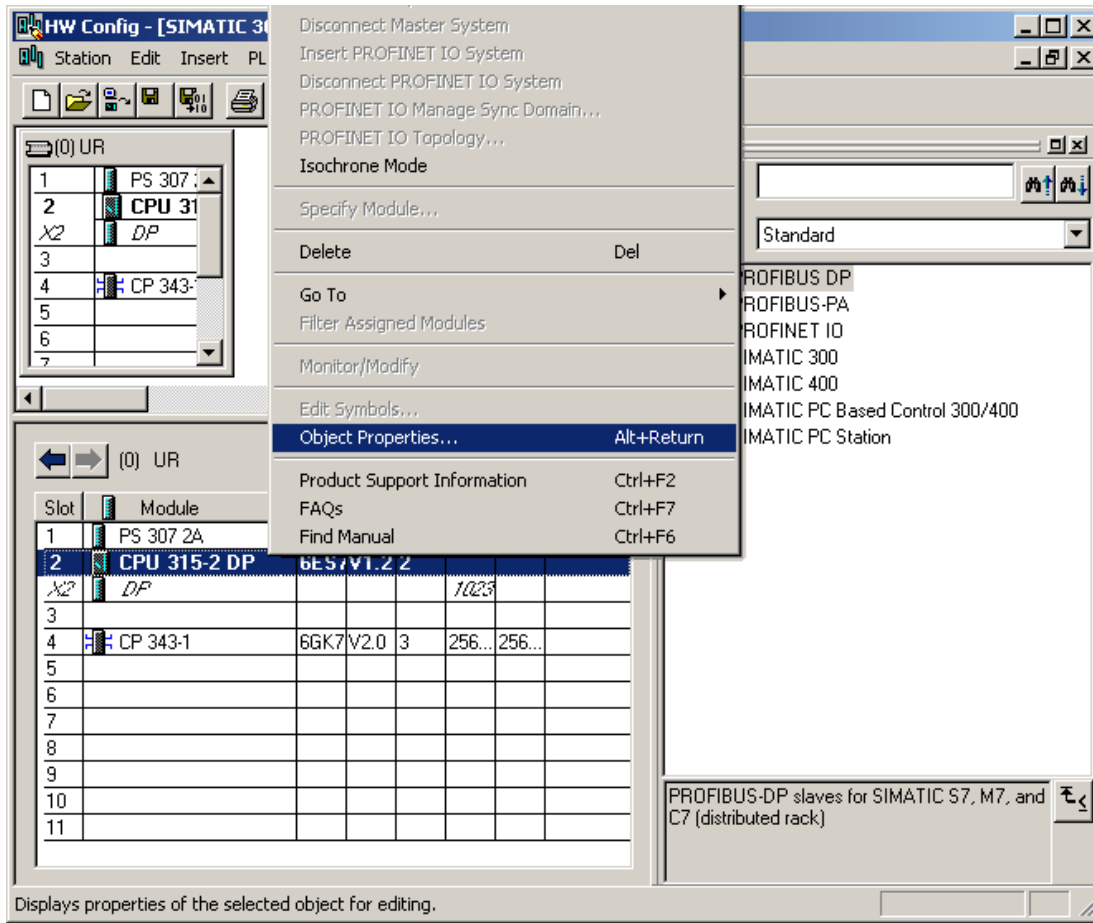 HW Config - [SIMATIC 30
Station Edit Insert PL
(0) UR
1 PS 307
2 CPU 31
X2 DP
3
4 CP 343-
5
6
7
Disconnect Master System
Insert PROFINET IO System
Disconnect PROFINET IO System
PROFINET IO Manage Sync Domain...
PROFINET IO Topology...
Isochrone Mode
Specify Module...
Delete Del
Go To
Filter Assigned Modules
Monitor/Modify
Edit Symbols...
Object Properties... Alt+Return
Product Support Information Ctrl+F2
FAQs Ctrl+F7
Find Manual Ctrl+F6
Standard
ROFIBUS DP
ROFIBUS-PA
ROFINET IO
IMATIC 300
IMATIC 400
IMATIC PC Based Control 300/400
IMATIC PC Station
(0) UR
Slot Module
1 PS 307 2A
2 CPU 315-2 DP 6ES7 V1.2 2
X2 DP 1023
3
4 CP 343-1 6GK7 V2.0 3 256... 256...
5
6
7
8
9
10
11
PROFIBUS-DP slaves for SIMATIC S7, M7, and
C7 (distributed rack)
Displays properties of the selected object for editing.